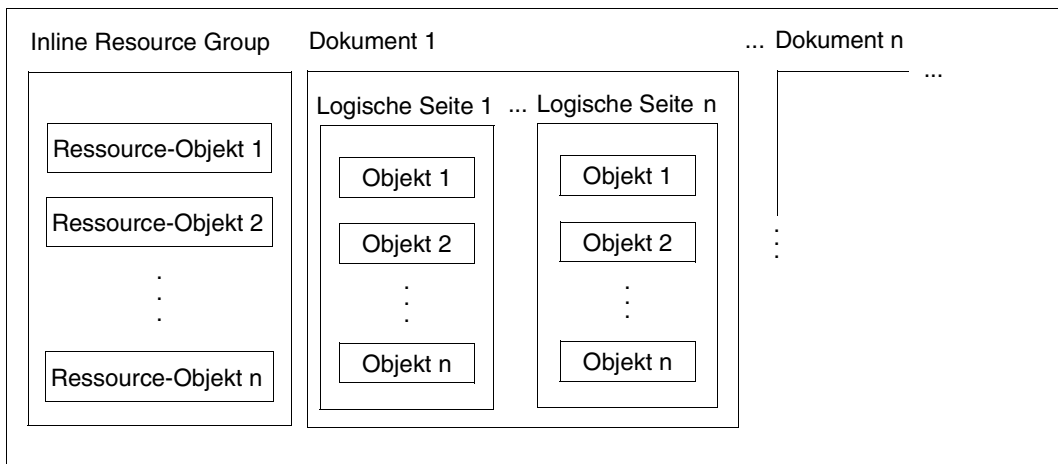 Inline Resource Group Dokument 1 ... Dokument n
...
Logische Seite 1 ... Logische Seite n
Ressource-Objekt 1
Ressource-Objekt 2
.
.
.
Ressource-Objekt n
Objekt 1
Objekt 2
.
.
.
Objekt n
Objekt 1
Objekt 2
.
.
.
Objekt n
.
.
.